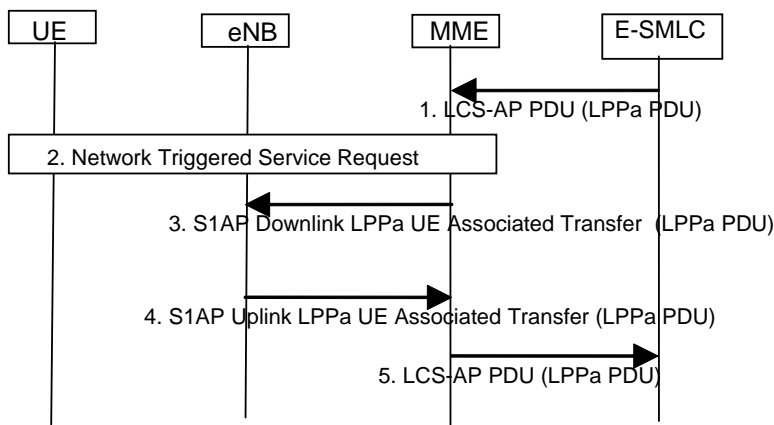 UE
eNB
MME
E-SMLC
1. LCS-AP PDU (LPPa PDU)
2. Network Triggered Service Request
3. S1AP Downlink LPPa UE Associated Transfer (LPPa PDU)
4. S1AP Uplink LPPa UE Associated Transfer (LPPa PDU)
5. LCS-AP PDU (LPPa PDU)